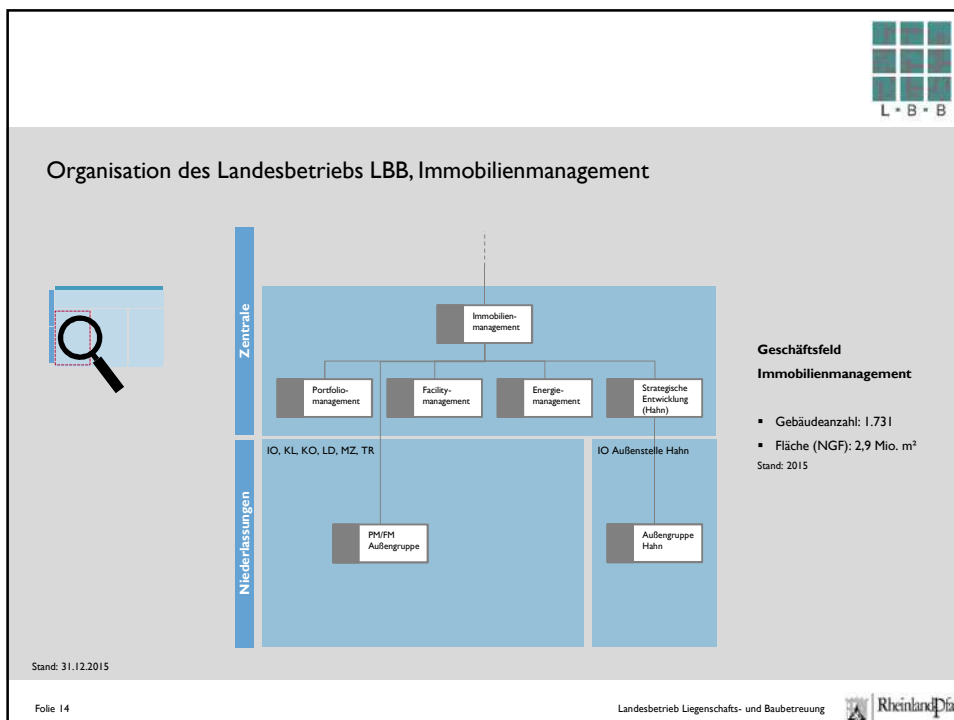 L • B • B
Organisation des Landesbetriebs LBB, Immobilienmanagement
Zentrale
Immobilien-
management
Portfolio-
management
Facility-
management
Energie-
management
Strategische
Entwicklung
(Hahn)
Niederlassungen
IO, KL, KO, LD, MZ, TR
IO Außenstelle Hahn
PM/FM
Außengruppe
Außengruppe
Hahn
Geschäftsfeld
Immobilienmanagement
▪ Gebäudeanzahl: 1.731
▪ Fläche (NGF): 2,9 Mio. m²
Stand: 2015
Stand: 31.12.2015
Folie 14
Landesbetrieb Liegenschafts- und Baubetreuung
RheinlandPfa